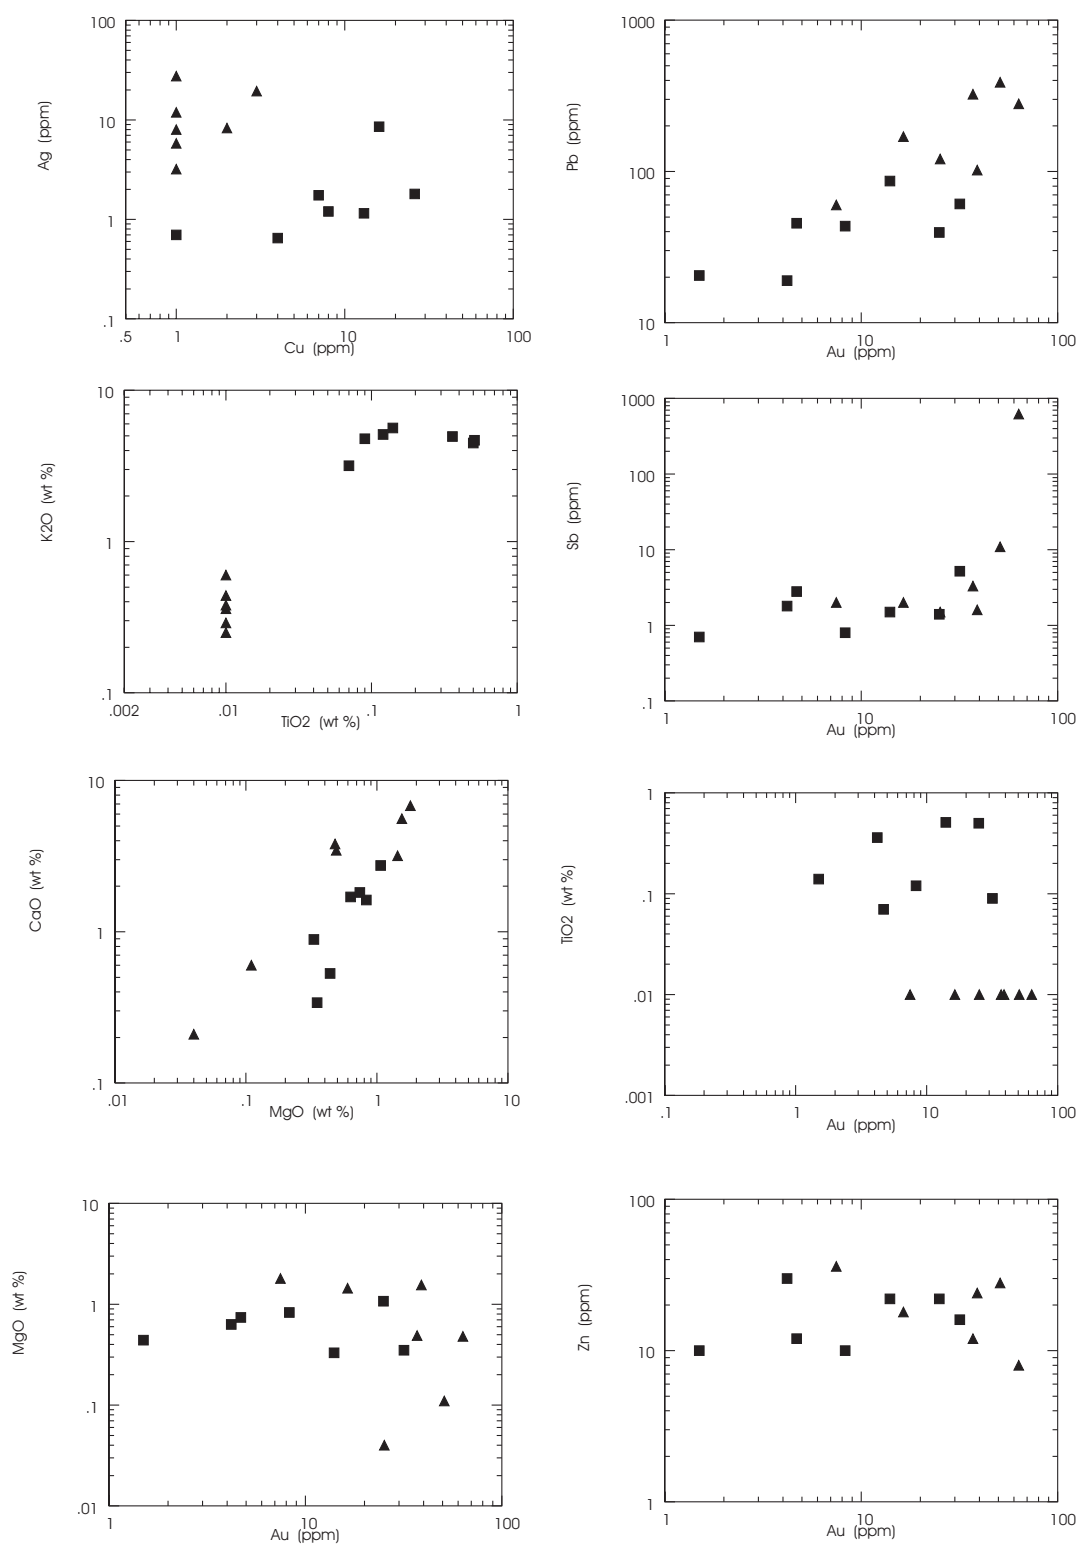 100
10
1
.1
Ag (ppm)
.5 1 10 100
Cu (ppm)
1000
100
10
Pb (ppm)
1 10 100
Au (ppm)
10
1
.1
K2O (wt %)
.002 .01 .1 1
TiO2 (wt %)
1000
100
10
1
.1
Sb (ppm)
1 10 100
Au (ppm)
10
1
.1
CaO (wt %)
.01 .1 1 10
MgO (wt %)
1
.1
.01
.001
TiO2 (wt %)
.1 1 10 100
Au (ppm)
10
1
.1
.01
MgO (wt %)
1 10 100
Au (ppm)
100
10
1
Zn (ppm)
1 10 100
Au (ppm)